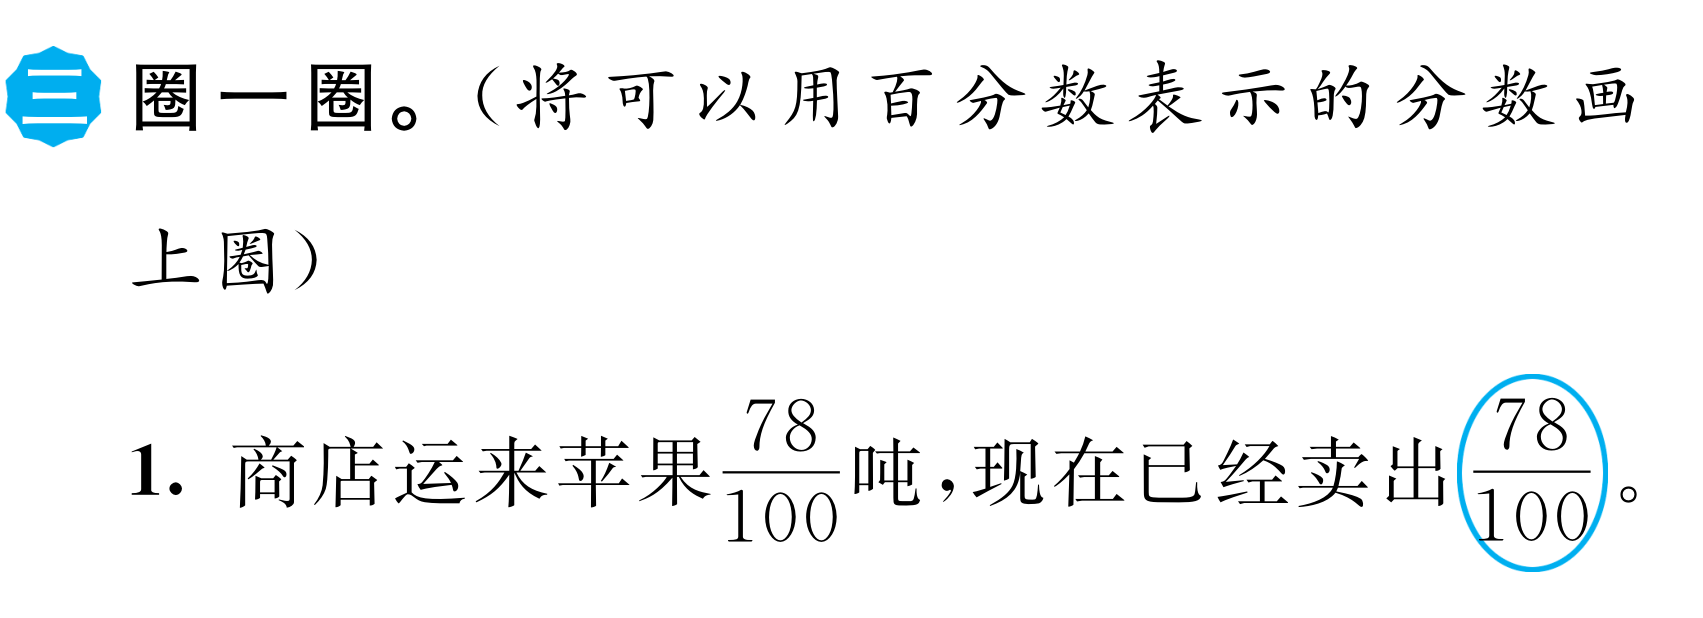 三 圈一圈。(将可以用百分数表示的分数画
上圈)
1. 商店运来苹果78/100吨,现在已经卖出78/100。